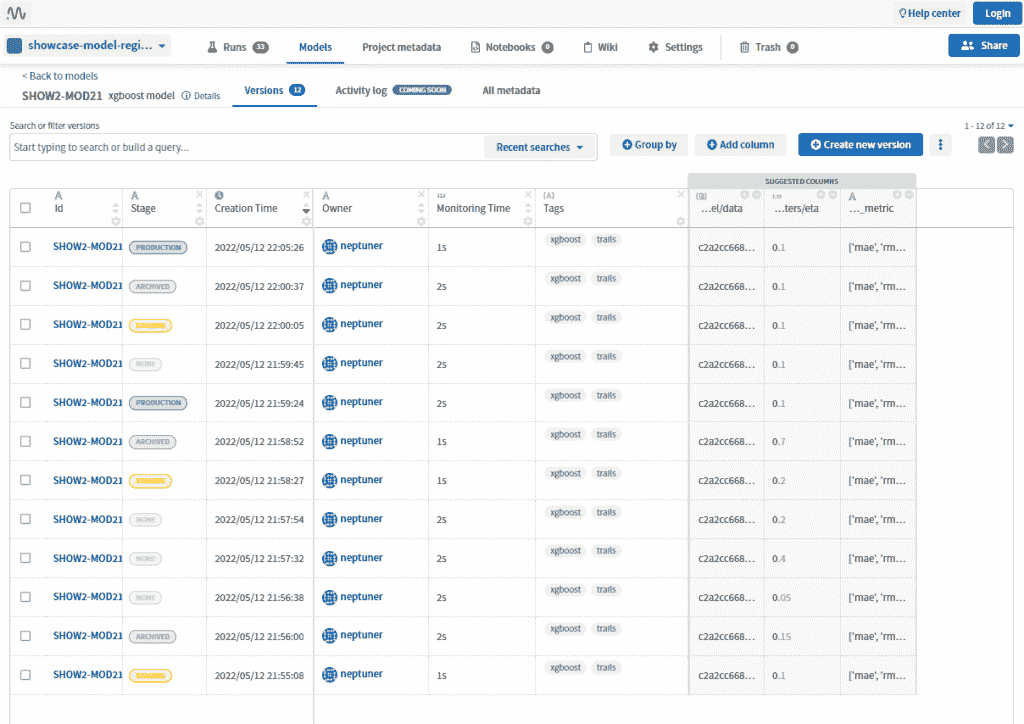 Help center Login
showcase-model-regi... Runs 33 Models Project metadata Notebooks 0 Wiki Settings Trash 0 Share
< Back to models
SHOW2-MOD21 xgboost model Details Versions 12 Activity log COMING SOON All metadata
Search or filter versions 1 - 12 of 12
Start typing to search or build a query... Recent searches Group by Add column Create new version
SUGGESTED COLUMNS
Id Stage Creation Time Owner Monitoring Time Tags ...el/data ...ters/eta ..._metric
SHOW2-MOD21 PRODUCTION 2022/05/12 22:05:26 neptuner 1s xgboost trails c2a2cc668... 0.1 ['mae', 'rm...
SHOW2-MOD21 ARCHIVED 2022/05/12 22:00:37 neptuner 2s xgboost trails c2a2cc668... 0.1 ['mae', 'rm...
SHOW2-MOD21 2022/05/12 22:00:05 neptuner 2s xgboost trails c2a2cc668... 0.1 ['mae', 'rm...
SHOW2-MOD21 NONE 2022/05/12 21:59:45 neptuner 2s xgboost trails c2a2cc668... 0.1 ['mae', 'rm...
SHOW2-MOD21 PRODUCTION 2022/05/12 21:59:24 neptuner 2s xgboost trails c2a2cc668... 0.1 ['mae', 'rm...
SHOW2-MOD21 ARCHIVED 2022/05/12 21:58:52 neptuner 1s xgboost trails c2a2cc668... 0.7 ['mae', 'rm...
SHOW2-MOD21 2022/05/12 21:58:27 neptuner 1s xgboost trails c2a2cc668... 0.2 ['mae', 'rm...
SHOW2-MOD21 NONE 2022/05/12 21:57:54 neptuner 2s xgboost trails c2a2cc668... 0.2 ['mae', 'rm...
SHOW2-MOD21 NONE 2022/05/12 21:57:32 neptuner 2s xgboost trails c2a2cc668... 0.4 ['mae', 'rm...
SHOW2-MOD21 NONE 2022/05/12 21:56:38 neptuner 2s xgboost trails c2a2cc668... 0.05 ['mae', 'rm...
SHOW2-MOD21 ARCHIVED 2022/05/12 21:56:00 neptuner 2s xgboost trails c2a2cc668... 0.15 ['mae', 'rm...
SHOW2-MOD21 2022/05/12 21:55:08 neptuner 1s xgboost trails c2a2cc668... 0.1 ['mae', 'rm...